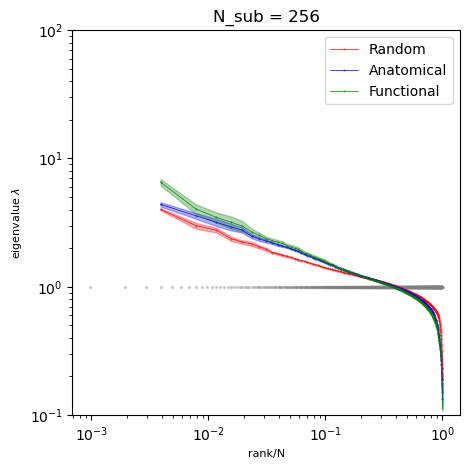 N_sub = 256
10²
10¹
10⁰
10⁻¹
eigenvalue λ
Random
Anatomical
Functional
10⁻³
10⁻²
10⁻¹
10⁰
rank/N